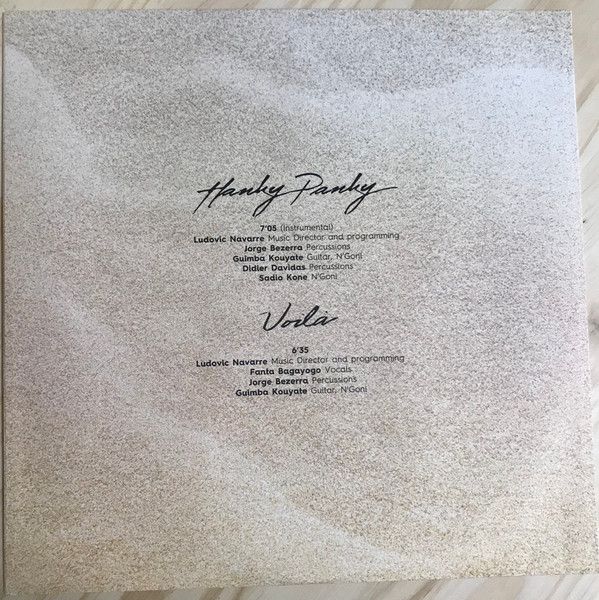 Hanky Panky
7'05 (Instrumental)
Ludovic Navarre Music Director and programming
Jorge Bezerra Percussions
Guimba Kouyate Guitar, N'Goni
Didier Davidas Percussions
Sadio Kone N'Goni
Voilà
6'35
Ludovic Navarre Music Director and programming
Fanta Bagayogo Vocals
Jorge Bezerra Percussions
Guimba Kouyate Guitar, N'Goni